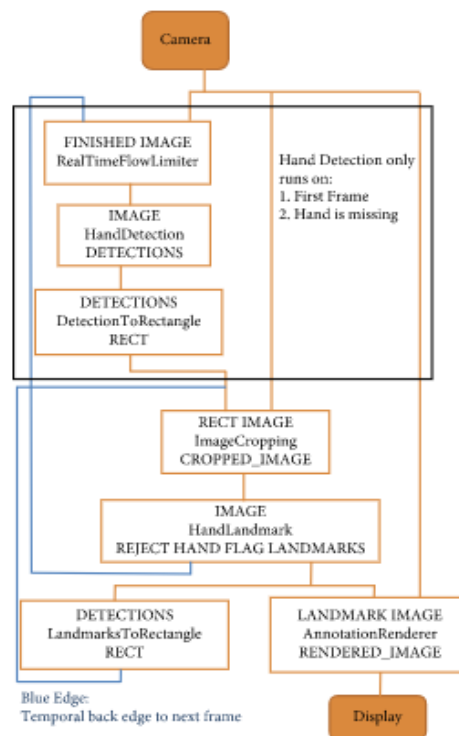 Camera
FINISHED IMAGE
RealTimeFlowLimiter
Hand Detection only
runs on:
1. First Frame
2. Hand is missing
IMAGE
HandDetection
DETECTIONS
DETECTIONS
DetectionToRectangle
RECT
RECT IMAGE
ImageCropping
CROPPED_IMAGE
IMAGE
HandLandmark
REJECT HAND FLAG LANDMARKS
DETECTIONS
LandmarksToRectangle
RECT
LANDMARK IMAGE
AnnotationRenderer
RENDERED_IMAGE
Blue Edge:
Temporal back edge to next frame
Display